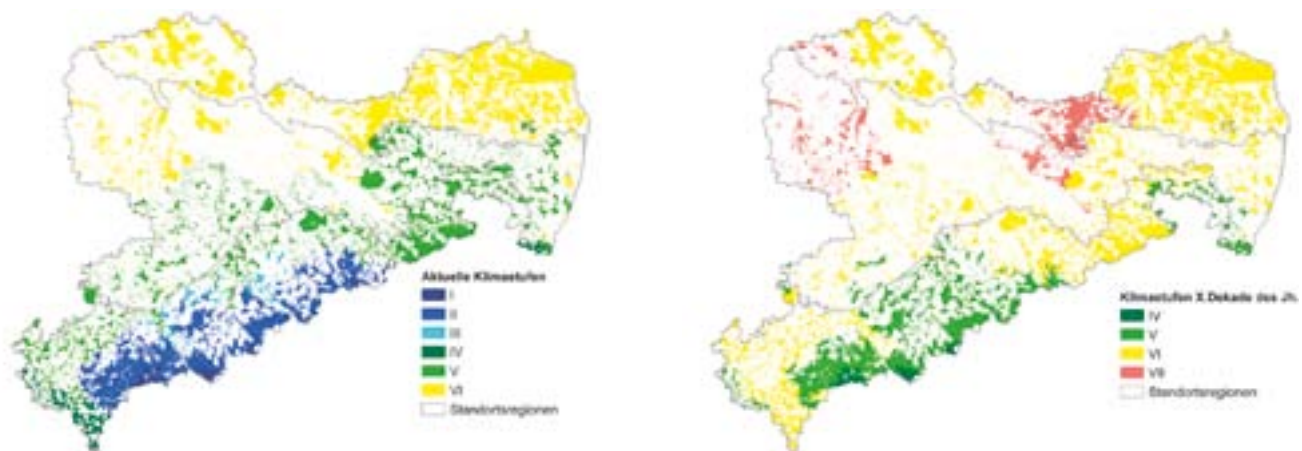 Aktuelle Klimastufen
I
II
III
IV
V
VI
Standortsregionen
Klimastufen X.Dekade des Jh.
IV
V
VI
VII
Standortsregionen